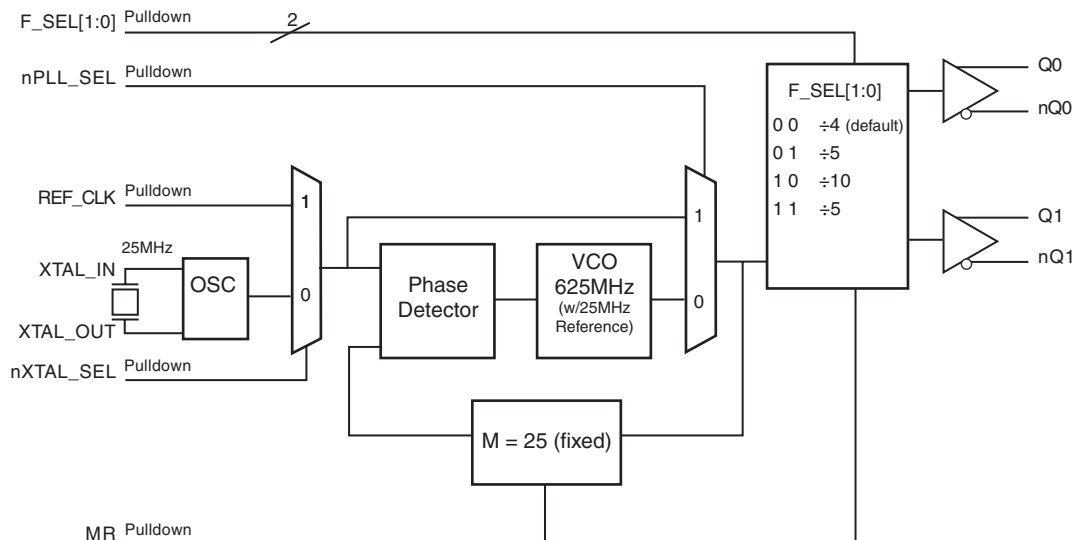 F_SEL[1:0] Pulldown
2
nPLL_SEL Pulldown
REF_CLK Pulldown
25MHz
XTAL_IN
XTAL_OUT
OSC
nXTAL_SEL Pulldown
1
0
Phase
Detector
VCO
625MHz
(w/25MHz
Reference)
1
0
M = 25 (fixed)
F_SEL[1:0]
0 0 ÷4 (default)
0 1 ÷5
1 0 ÷10
1 1 ÷5
Q0
nQ0
Q1
nQ1
MR Pulldown